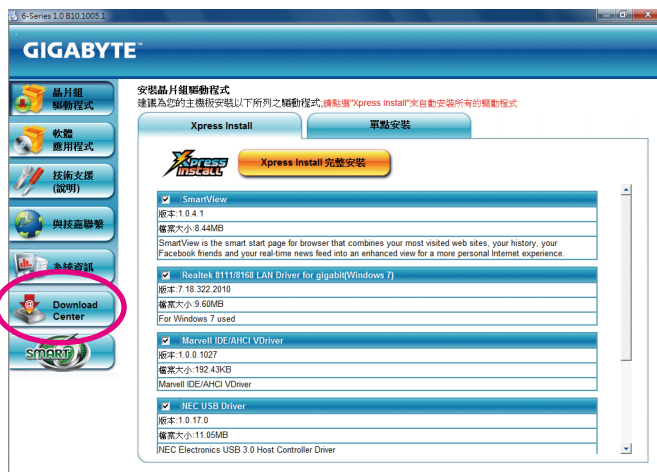 6-Series 1.0 B10.1005.1
GIGABYTE™
晶片組
驅動程式
軟體
應用程式
技術支援
(說明)
與技嘉聯繫
系統資訊
Download
Center
SMART
安裝晶片組驅動程式
建議為您的主機板安裝以下所列之驅動程式,請點選"Xpress Install"來自動安裝所有的驅動程式
Xpress Install
單點安裝
Xpress
INSTALL
Xpress Install 完整安裝
SmartView
版本:1.0.4.1
檔案大小:8.44MB
SmartView is the smart start page for browser that combines your most visited web sites, your history, your
Facebook friends and your real-time news feed into an enhanced view for a more personal Internet experience.
Realtek 8111/8168 LAN Driver for gigabit(Windows 7)
版本:7.18.322.2010
檔案大小:9.60MB
For Windows 7 used
Marvell IDE/AHCI VDriver
版本:1.0.0.1027
檔案大小:192.43KB
Marvell IDE/AHCI VDriver
NEC USB Driver
版本:1.0.17.0
檔案大小:11.05MB
NEC Electronics USB 3.0 Host Controller Driver